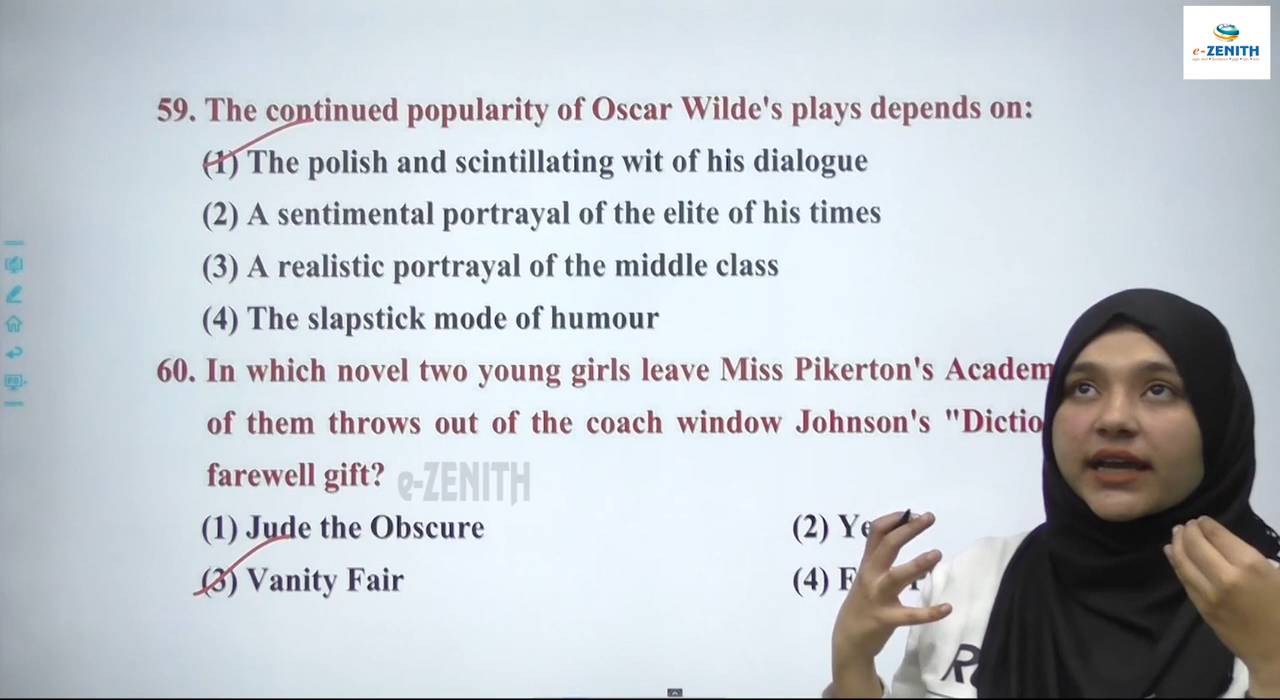 e-ZENITH
59. The continued popularity of Oscar Wilde's plays depends on:
(1) The polish and scintillating wit of his dialogue
(2) A sentimental portrayal of the elite of his times
(3) A realistic portrayal of the middle class
(4) The slapstick mode of humour
60. In which novel two young girls leave Miss Pikerton's Academ
of them throws out of the coach window Johnson's "Dictio
farewell gift?
e-ZENITH
(1) Jude the Obscure (2) Ye
(3) Vanity Fair (4) F